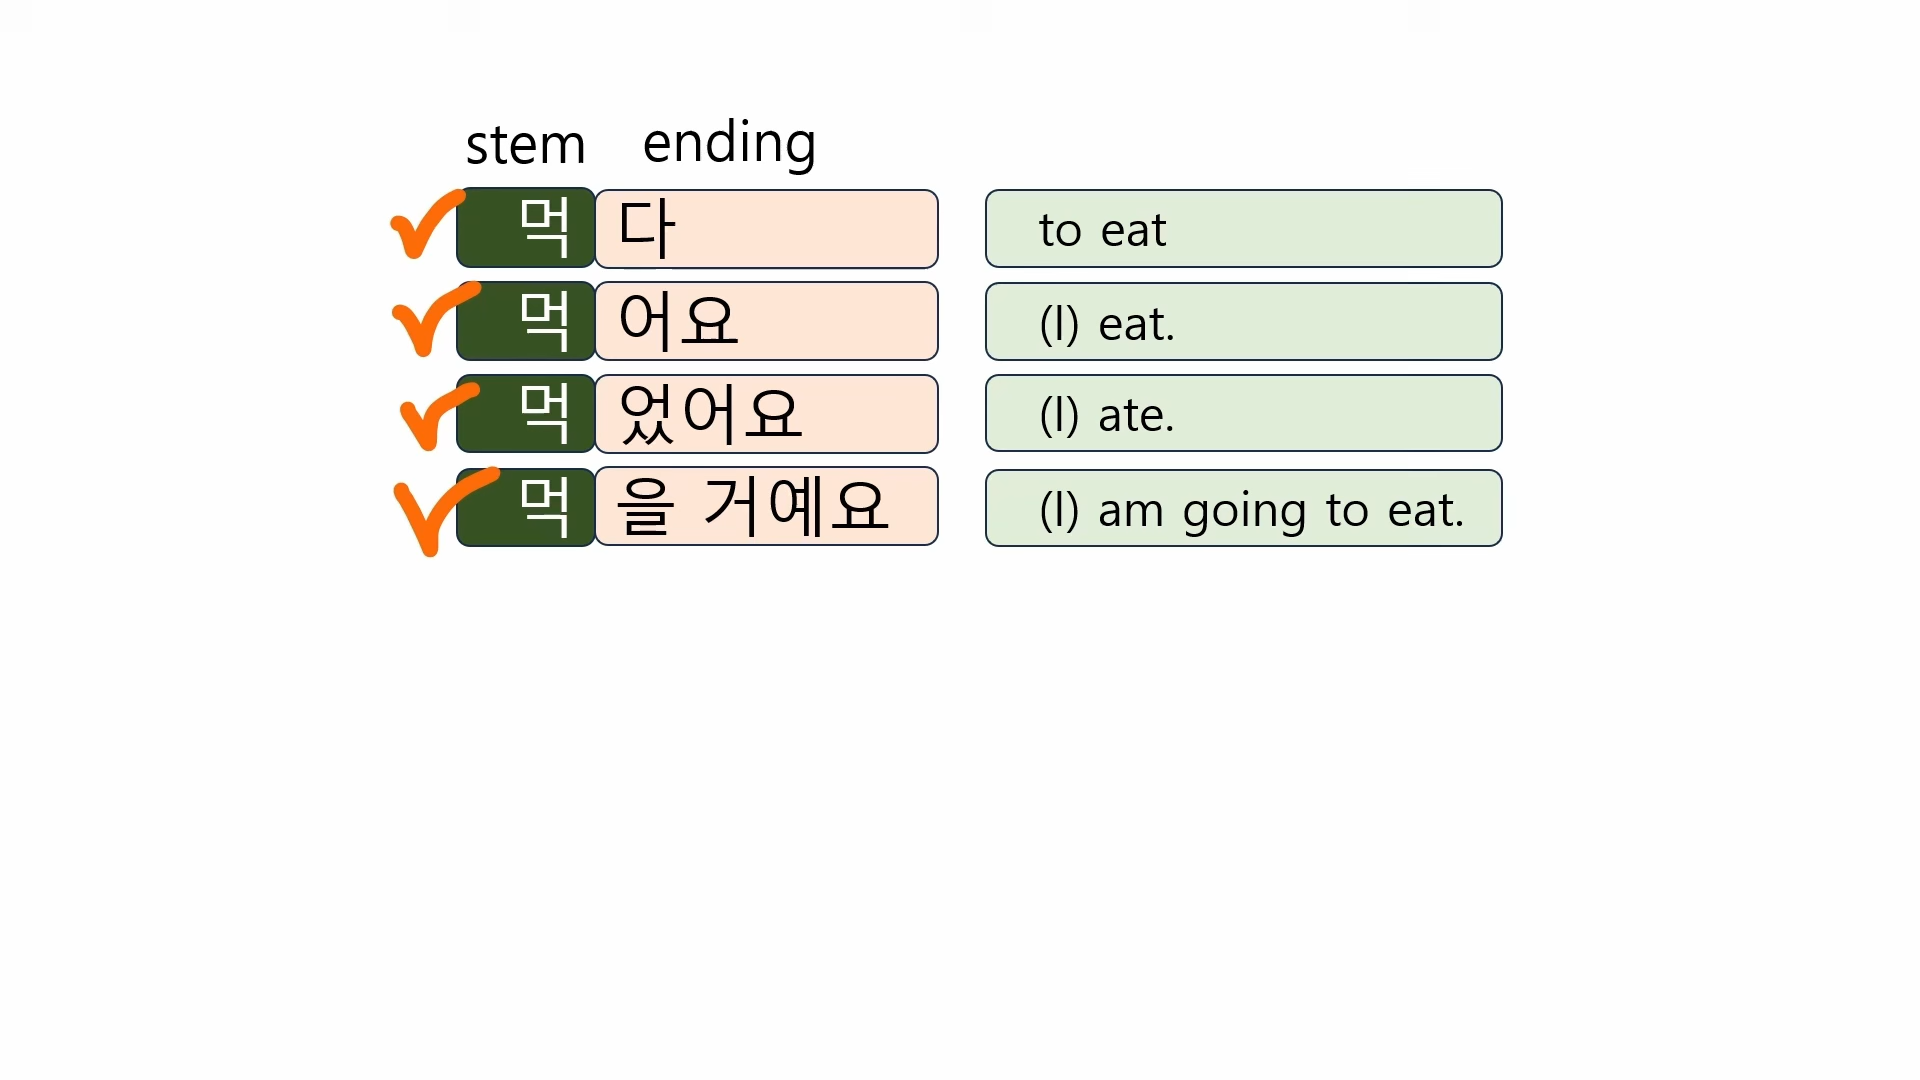 stem ending
먹다 to eat
먹어요 (I) eat.
먹었어요 (I) ate.
먹을 거예요 (I) am going to eat.